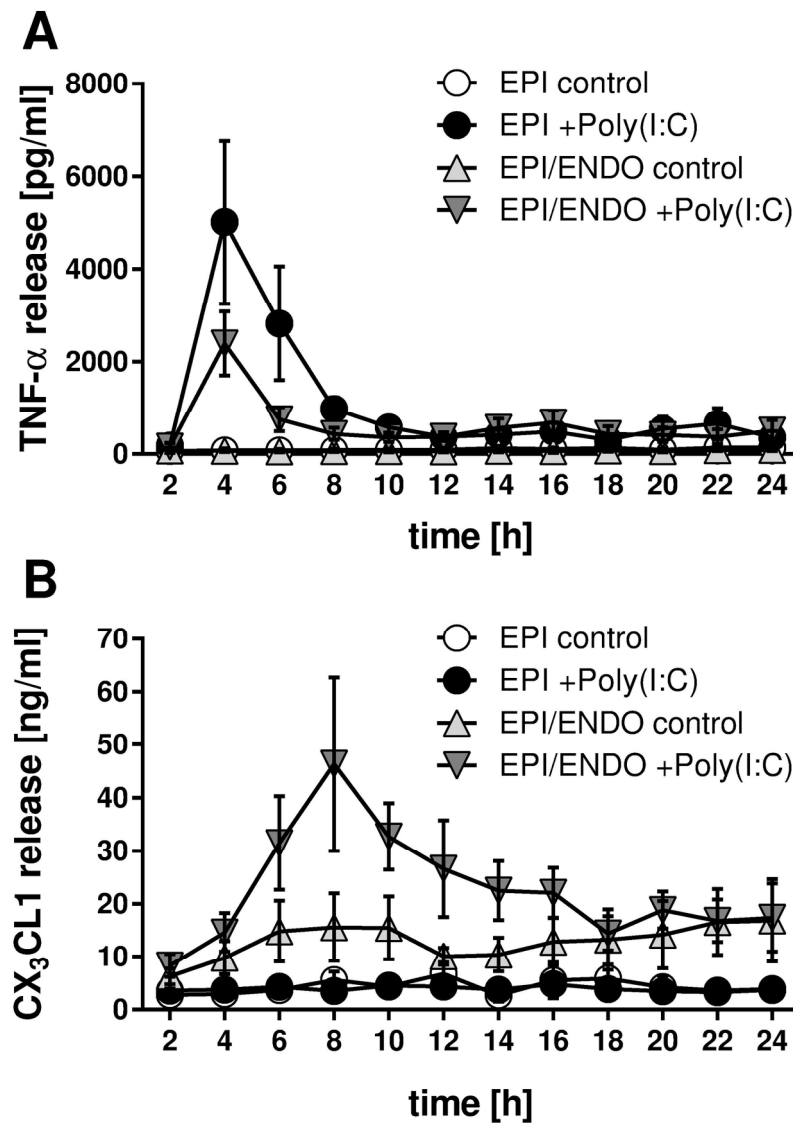 A
TNF-α release [pg/ml]
8000
6000
4000
2000
0
EPI control
EPI +Poly(I:C)
EPI/ENDO control
EPI/ENDO +Poly(I:C)
2 4 6 8 10 12 14 16 18 20 22 24
time [h]
B
CX₃CL1 release [ng/ml]
70
60
50
40
30
20
10
0
EPI control
EPI +Poly(I:C)
EPI/ENDO control
EPI/ENDO +Poly(I:C)
2 4 6 8 10 12 14 16 18 20 22 24
time [h]